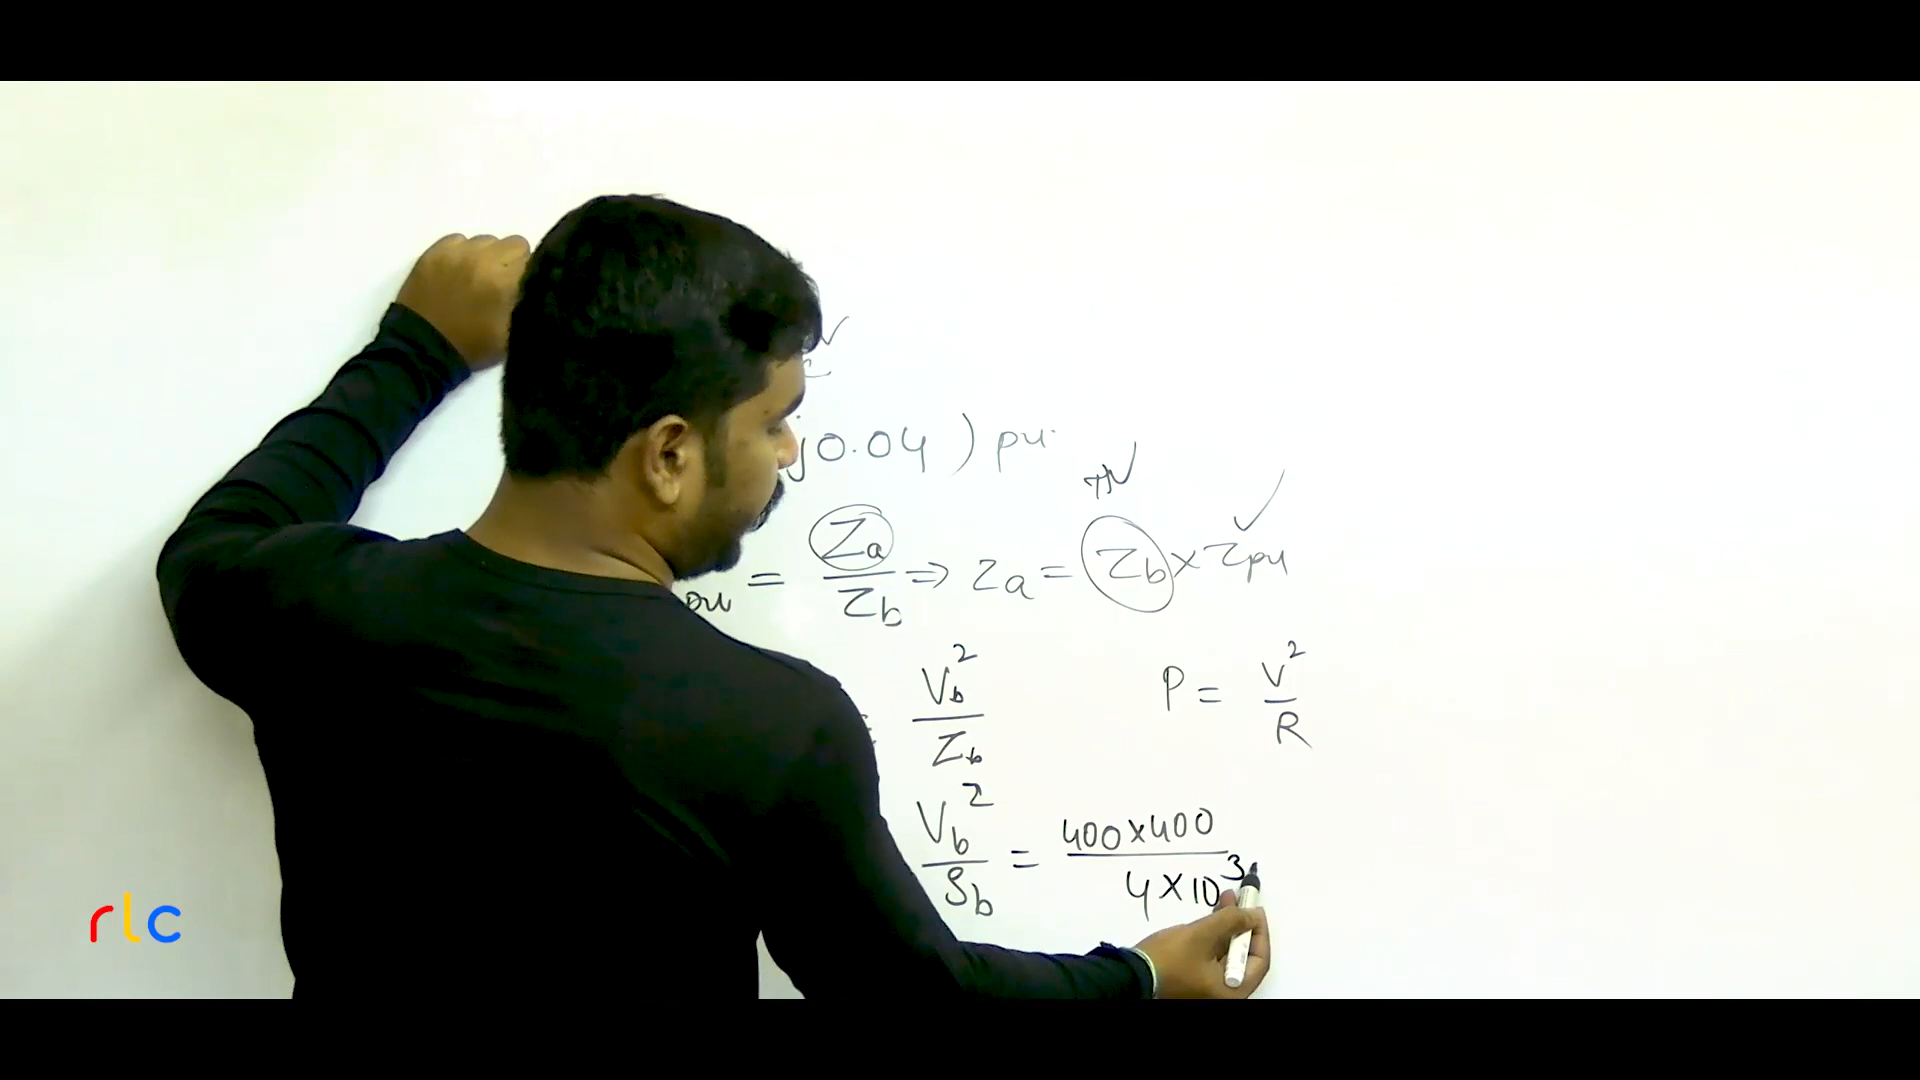 j0.04) pu.
pu = Za/Zb ⇒ Za = Zb × Zpu
Vb²/Zb
P = V²/R
Vb²/Sb = 400×400/4×10³
rlc